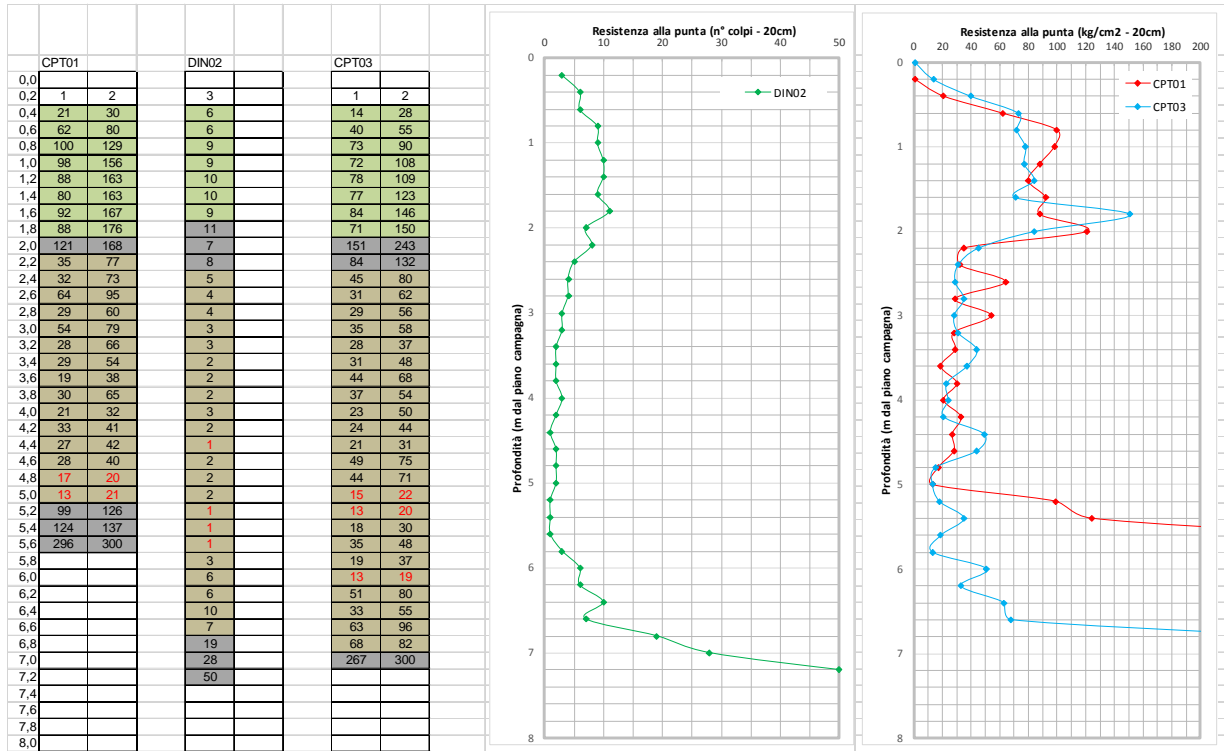 CPT01 DIN02 CPT03
0,0
0,2 1 2 3 1 2
0,4 21 30 6 14 28
0,6 62 80 6 40 55
0,8 100 129 9 73 90
1,0 98 156 9 72 108
1,2 88 163 10 78 109
1,4 80 163 10 77 123
1,6 92 167 9 84 146
1,8 88 176 11 71 150
2,0 121 168 7 151 243
2,2 35 77 8 84 132
2,4 32 73 5 45 80
2,6 64 95 4 31 62
2,8 29 60 4 29 56
3,0 54 79 3 35 58
3,2 28 66 3 28 37
3,4 29 54 2 31 48
3,6 19 38 2 44 68
3,8 30 65 2 37 54
4,0 21 32 3 23 50
4,2 33 41 2 24 44
4,4 27 42 1 21 31
4,6 28 40 2 49 75
4,8 17 20 2 44 71
5,0 13 21 2 15 22
5,2 99 126 1 13 20
5,4 124 137 1 18 30
5,6 296 300 1 35 48
5,8 3 19 37
6,0 6 13 19
6,2 6 51 80
6,4 10 33 55
6,6 7 63 96
6,8 19 68 82
7,0 28 267 300
7,2 50
7,4
7,6
7,8
8,0
Resistenza alla punta (n° colpi - 20cm)
0 10 20 30 40 50
0
1
2
3
4
5
6
7
8
Profondità (m dal piano campagna)
DIN02
Resistenza alla punta (kg/cm2 - 20cm)
0 20 40 60 80 100 120 140 160 180 200
0
1
2
3
4
5
6
7
8
Profondità (m dal piano campagna)
CPT01
CPT03